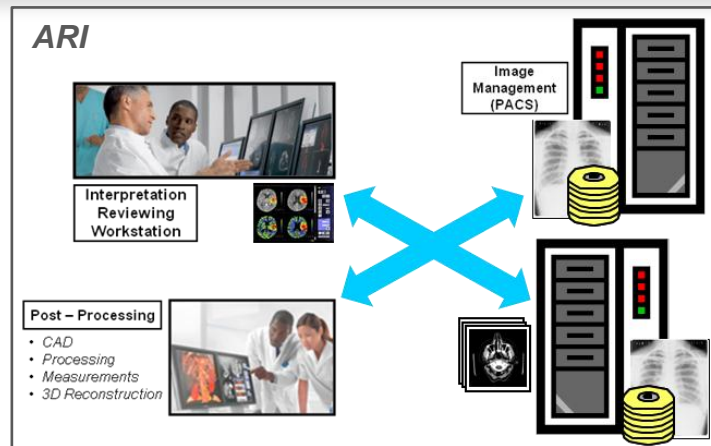 ARI
Image
Management
(PACS)
Interpretation
Reviewing
Workstation
Post – Processing
• CAD
• Processing
• Measurements
• 3D Reconstruction